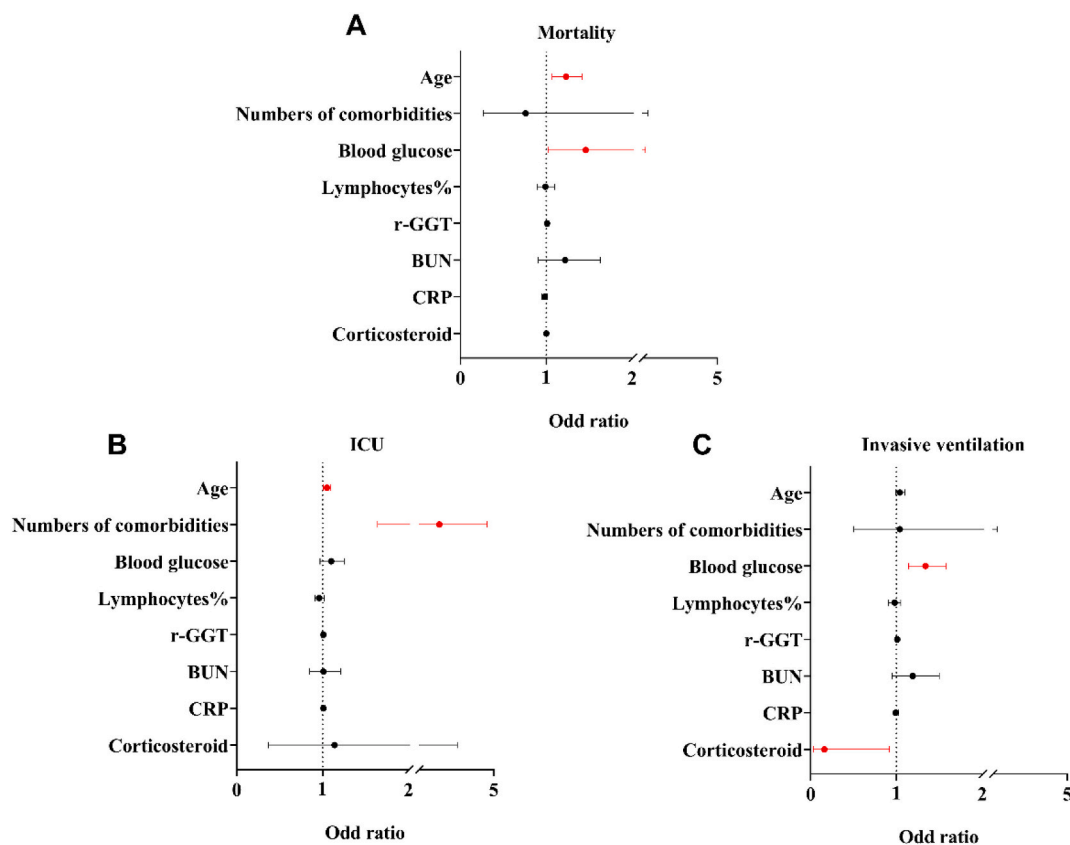 A
Mortality
Age
Numbers of comorbidities
Blood glucose
Lymphocytes%
r-GGT
BUN
CRP
Corticosteroid
0 1 2 5
Odd ratio
B
ICU
Age
Numbers of comorbidities
Blood glucose
Lymphocytes%
r-GGT
BUN
CRP
Corticosteroid
0 1 2 5
Odd ratio
C
Invasive ventilation
Age
Numbers of comorbidities
Blood glucose
Lymphocytes%
r-GGT
BUN
CRP
Corticosteroid
0 1 2 5
Odd ratio